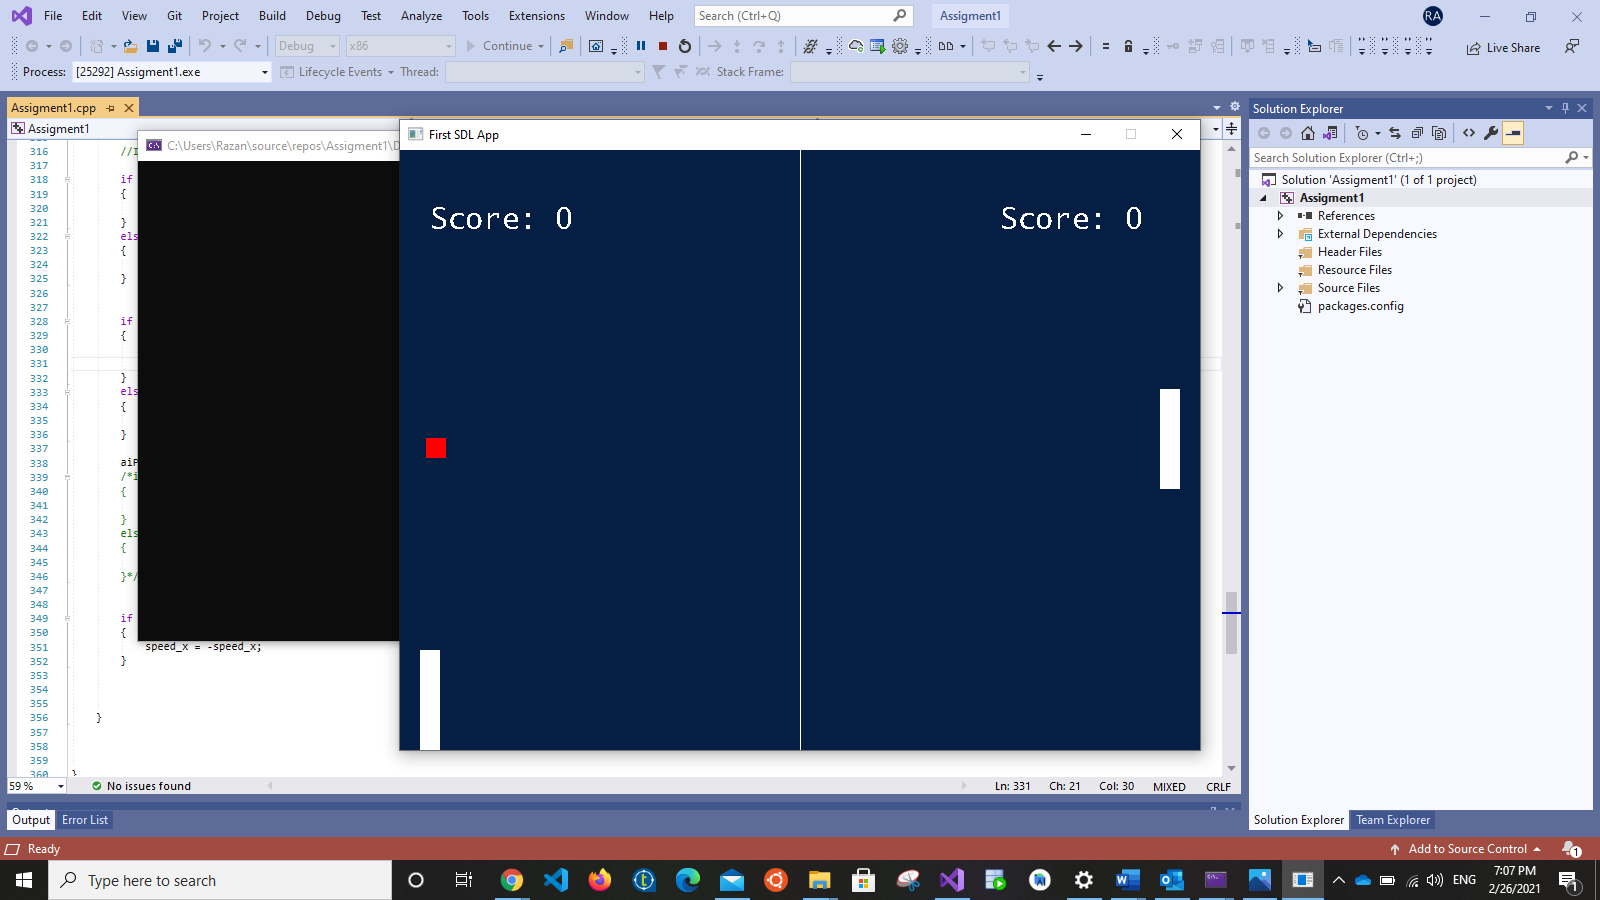 File Edit View Git Project Build Debug Test Analyze Tools Extensions Window Help Search (Ctrl+Q) Assigment1 RA
Debug x86 Continue Live Share
Process: [25292] Assigment1.exe Lifecycle Events Thread: Stack Frame:
Assigment1.cpp
Assigment1
C:\Users\Razan\source\repos\Assigment1\D
First SDL App
Score: 0 Score: 0
316 //I
317
318 if
319 {
320
321 }
322 els
323 {
324
325 }
326
327
328 if
329 {
330
331
332 }
333 els
334 {
335
336 }
337
338 aiP
339 /*i
340 {
341
342 }
343 els
344 {
345
346 }*/
347
348
349 if
350 {
351 speed_x = -speed_x;
352 }
353
354
355
356 }
357
358
359
360 }
59 % No issues found Ln: 331 Ch: 21 Col: 30 MIXED CRLF
Output Error List
Solution Explorer
Search Solution Explorer (Ctrl+;)
Solution 'Assigment1' (1 of 1 project)
Assigment1
References
External Dependencies
Header Files
Resource Files
Source Files
packages.config
Solution Explorer Team Explorer
Ready Add to Source Control 1
Type here to search ENG 7:07 PM
2/26/2021
1